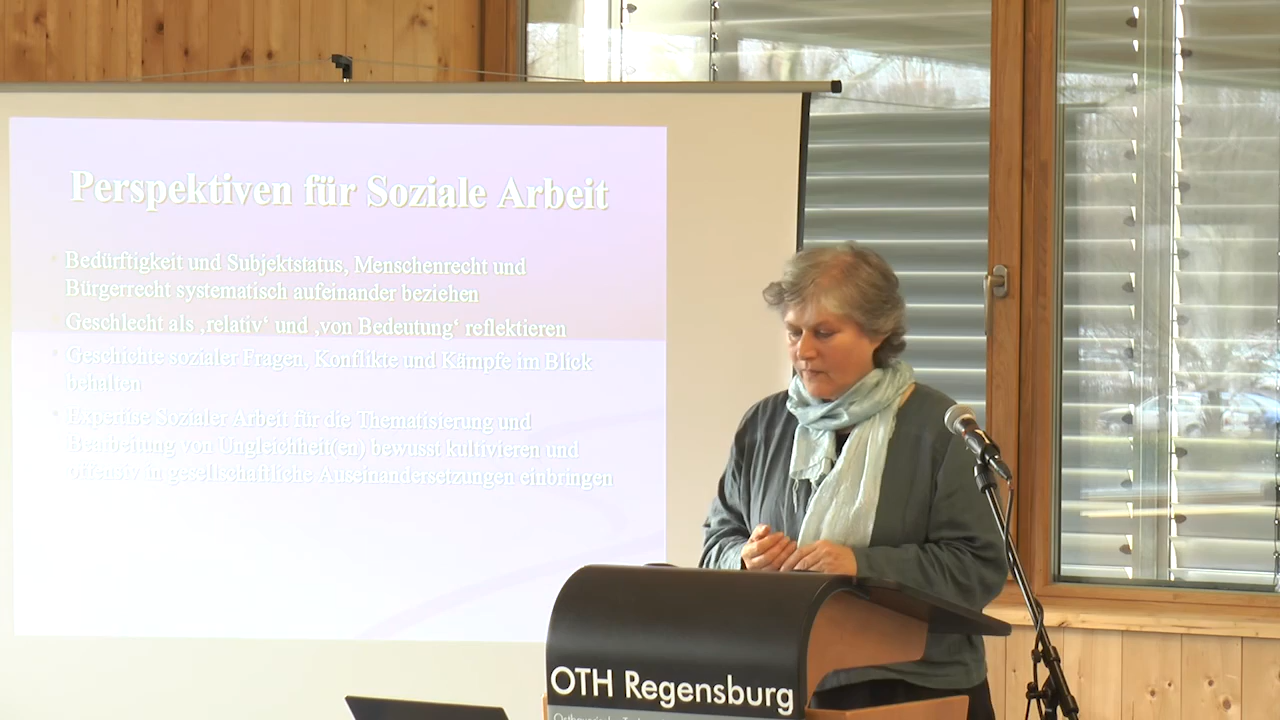 Perspektiven für Soziale Arbeit
Bedürftigkeit und Subjektstatus, Menschenrecht und
Bürgerrecht systematisch aufeinander beziehen
Geschlecht als ‚relativ‘ und ‚von Bedeutung‘ reflektieren
Geschichte sozialer Fragen, Konflikte und Kämpfe im Blick
behalten
Expertise Sozialer Arbeit für die Thematisierung und
Bearbeitung von Ungleichheit(en) bewusst kultivieren und
offensiv in gesellschaftliche Auseinandersetzungen einbringen
OTH Regensburg